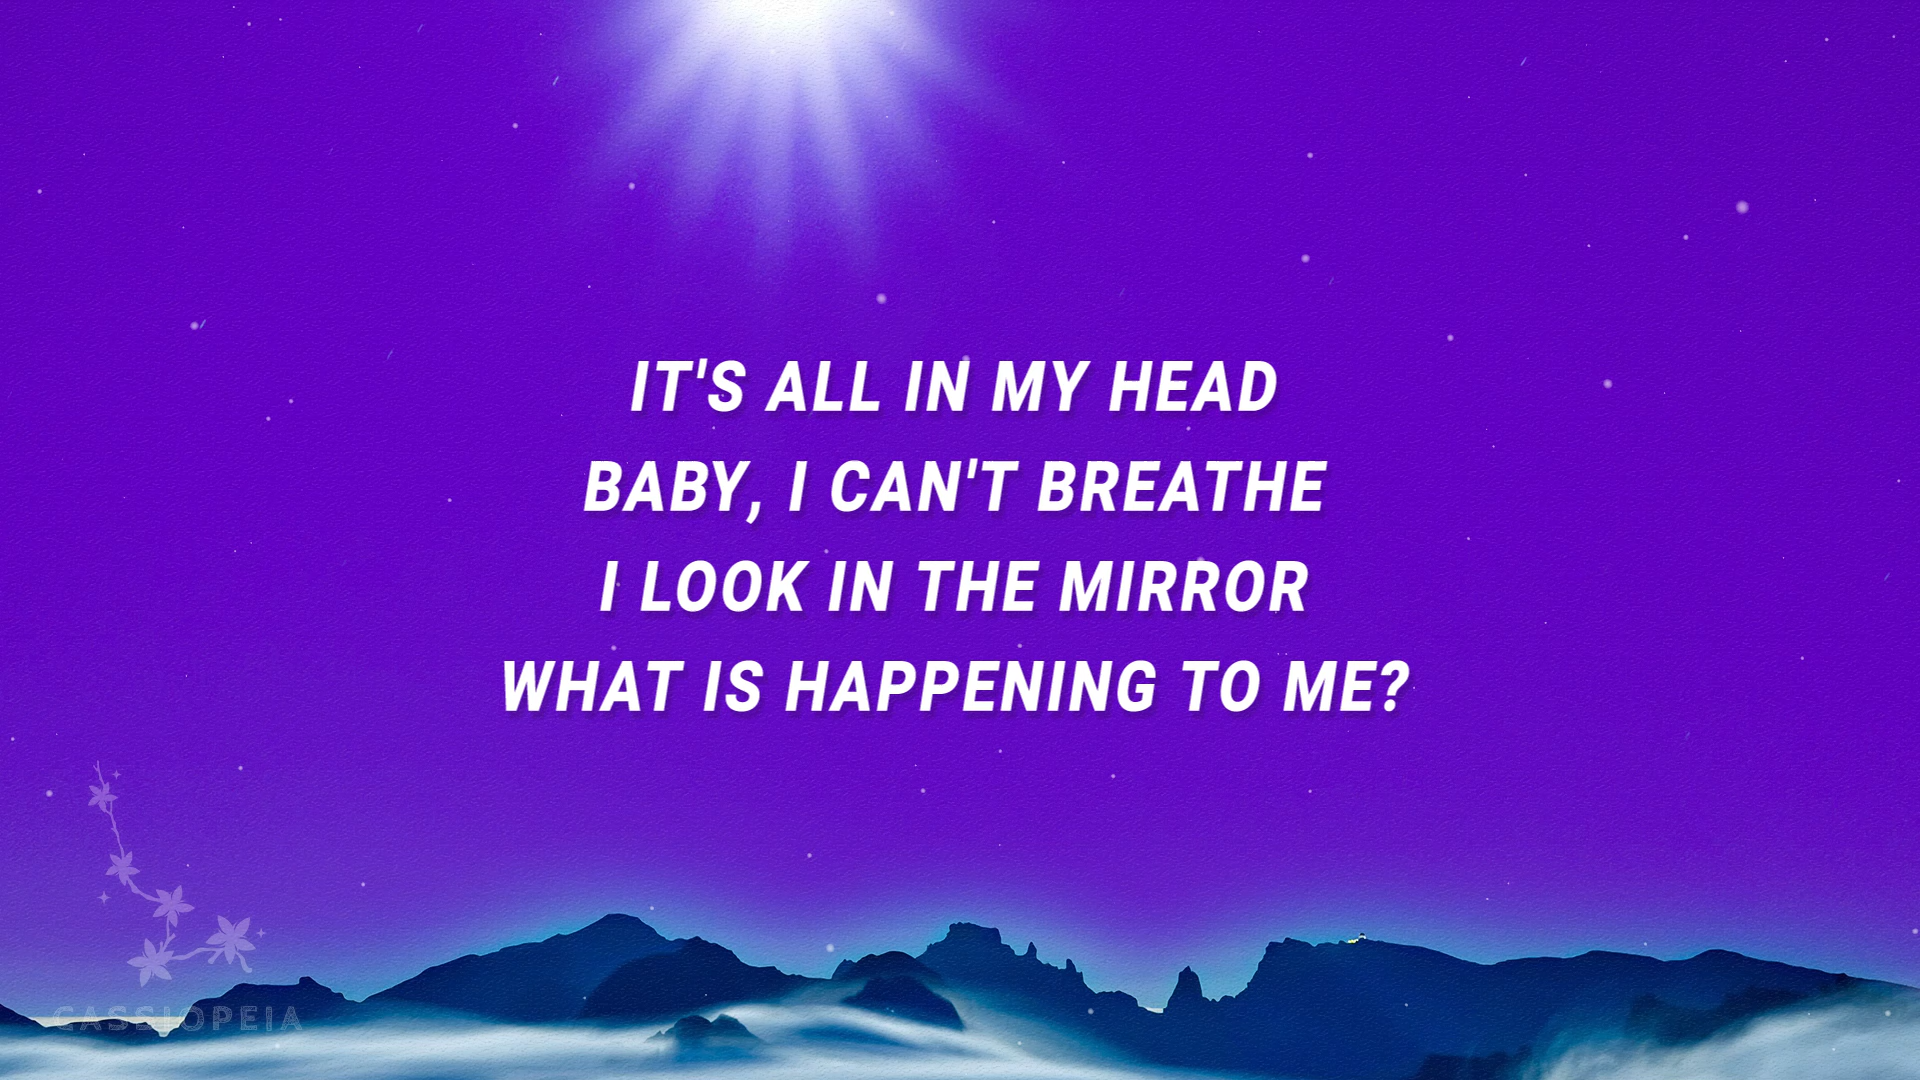 IT'S ALL IN MY HEAD
BABY, I CAN'T BREATHE
I LOOK IN THE MIRROR
WHAT IS HAPPENING TO ME?
CASSIOPEIA